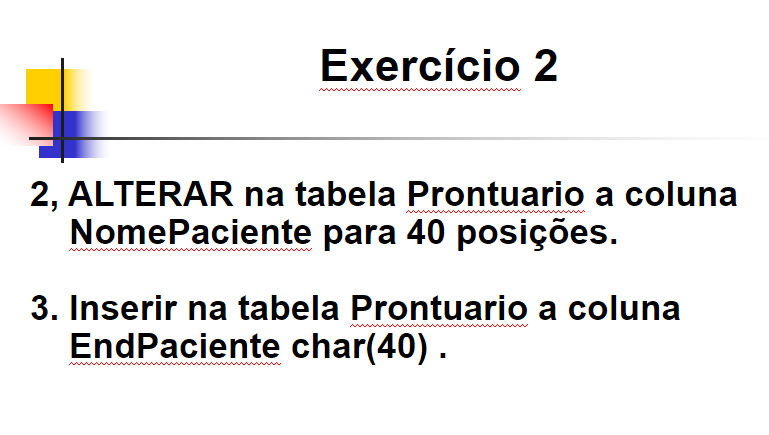 Exercício 2
2, ALTERAR na tabela Prontuario a coluna
NomePaciente para 40 posições.
3. Inserir na tabela Prontuario a coluna
EndPaciente char(40) .